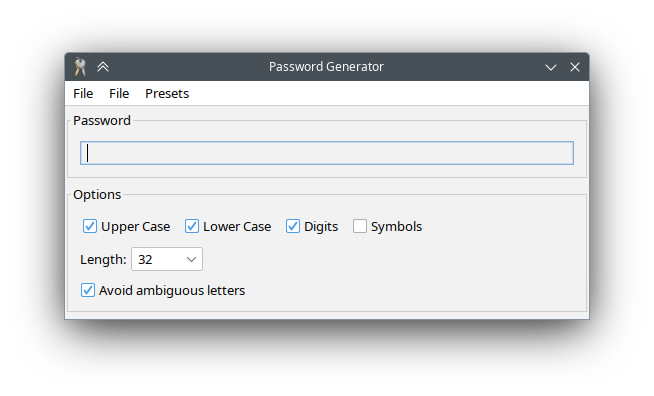 Password Generator
File File Presets
Password
Options
Upper Case Lower Case Digits Symbols
Length: 32
Avoid ambiguous letters